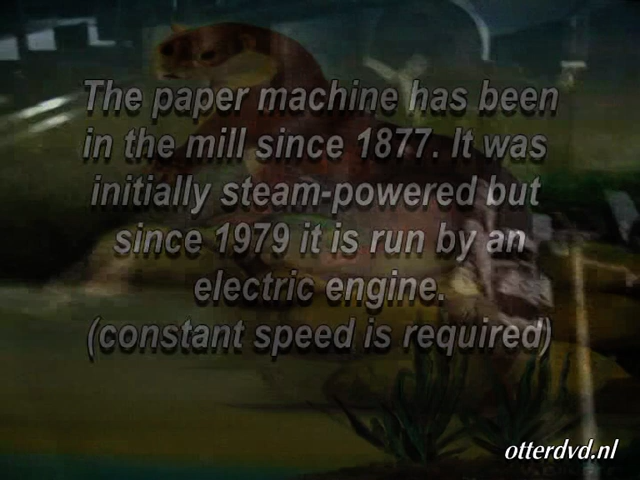 The paper machine has been
in the mill since 1877. It was
initially steam-powered but
since 1979 it is run by an
electric engine.
(constant speed is required)
otterdvd.nl